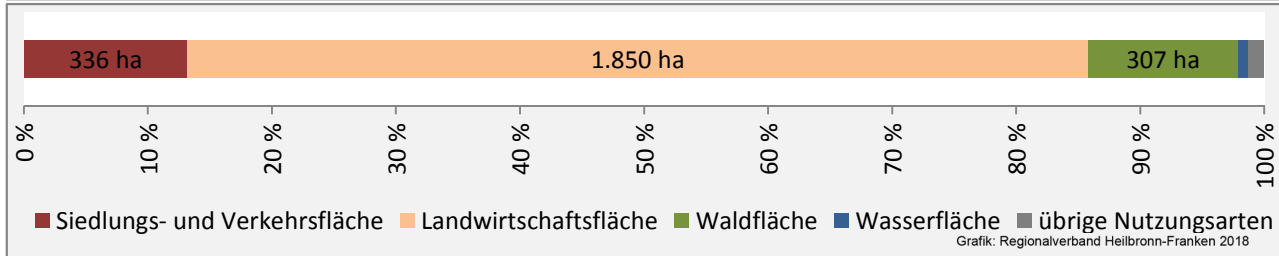 336 ha 1.850 ha 307 ha
0 % 10 % 20 % 30 % 40 % 50 % 60 % 70 % 80 % 90 % 100 %
Siedlungs- und Verkehrsfläche Landwirtschaftsfläche Waldfläche Wasserfläche übrige Nutzungsarten
Grafik: Regionalverband Heilbronn-Franken 2018